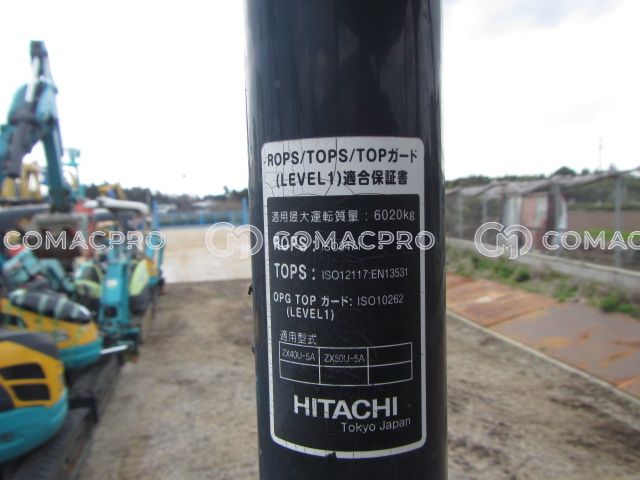 ROPS/TOPS/TOPガード
(LEVEL1)適合保証書
適用最大運転質量 : 6020kg
COMACPRO COMACPRO COMACPRO
ROPS:
TOPS : ISO12117:EN13531
OPG TOP ガード: ISO10262
(LEVEL1)
適用型式
ZX40U-5A ZX50U-5A
HITACHI
Tokyo Japan